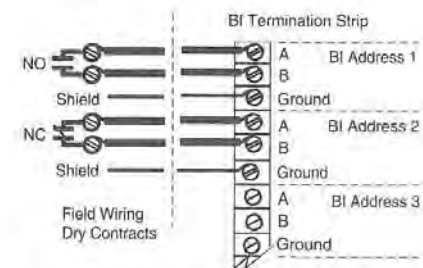 BI Termination Strip
NO
A
BI Address 1
B
Shield
Ground
NC
A
BI Address 2
B
Shield
Ground
A
BI Address 3
B
Ground
Field Wiring
Dry Contracts